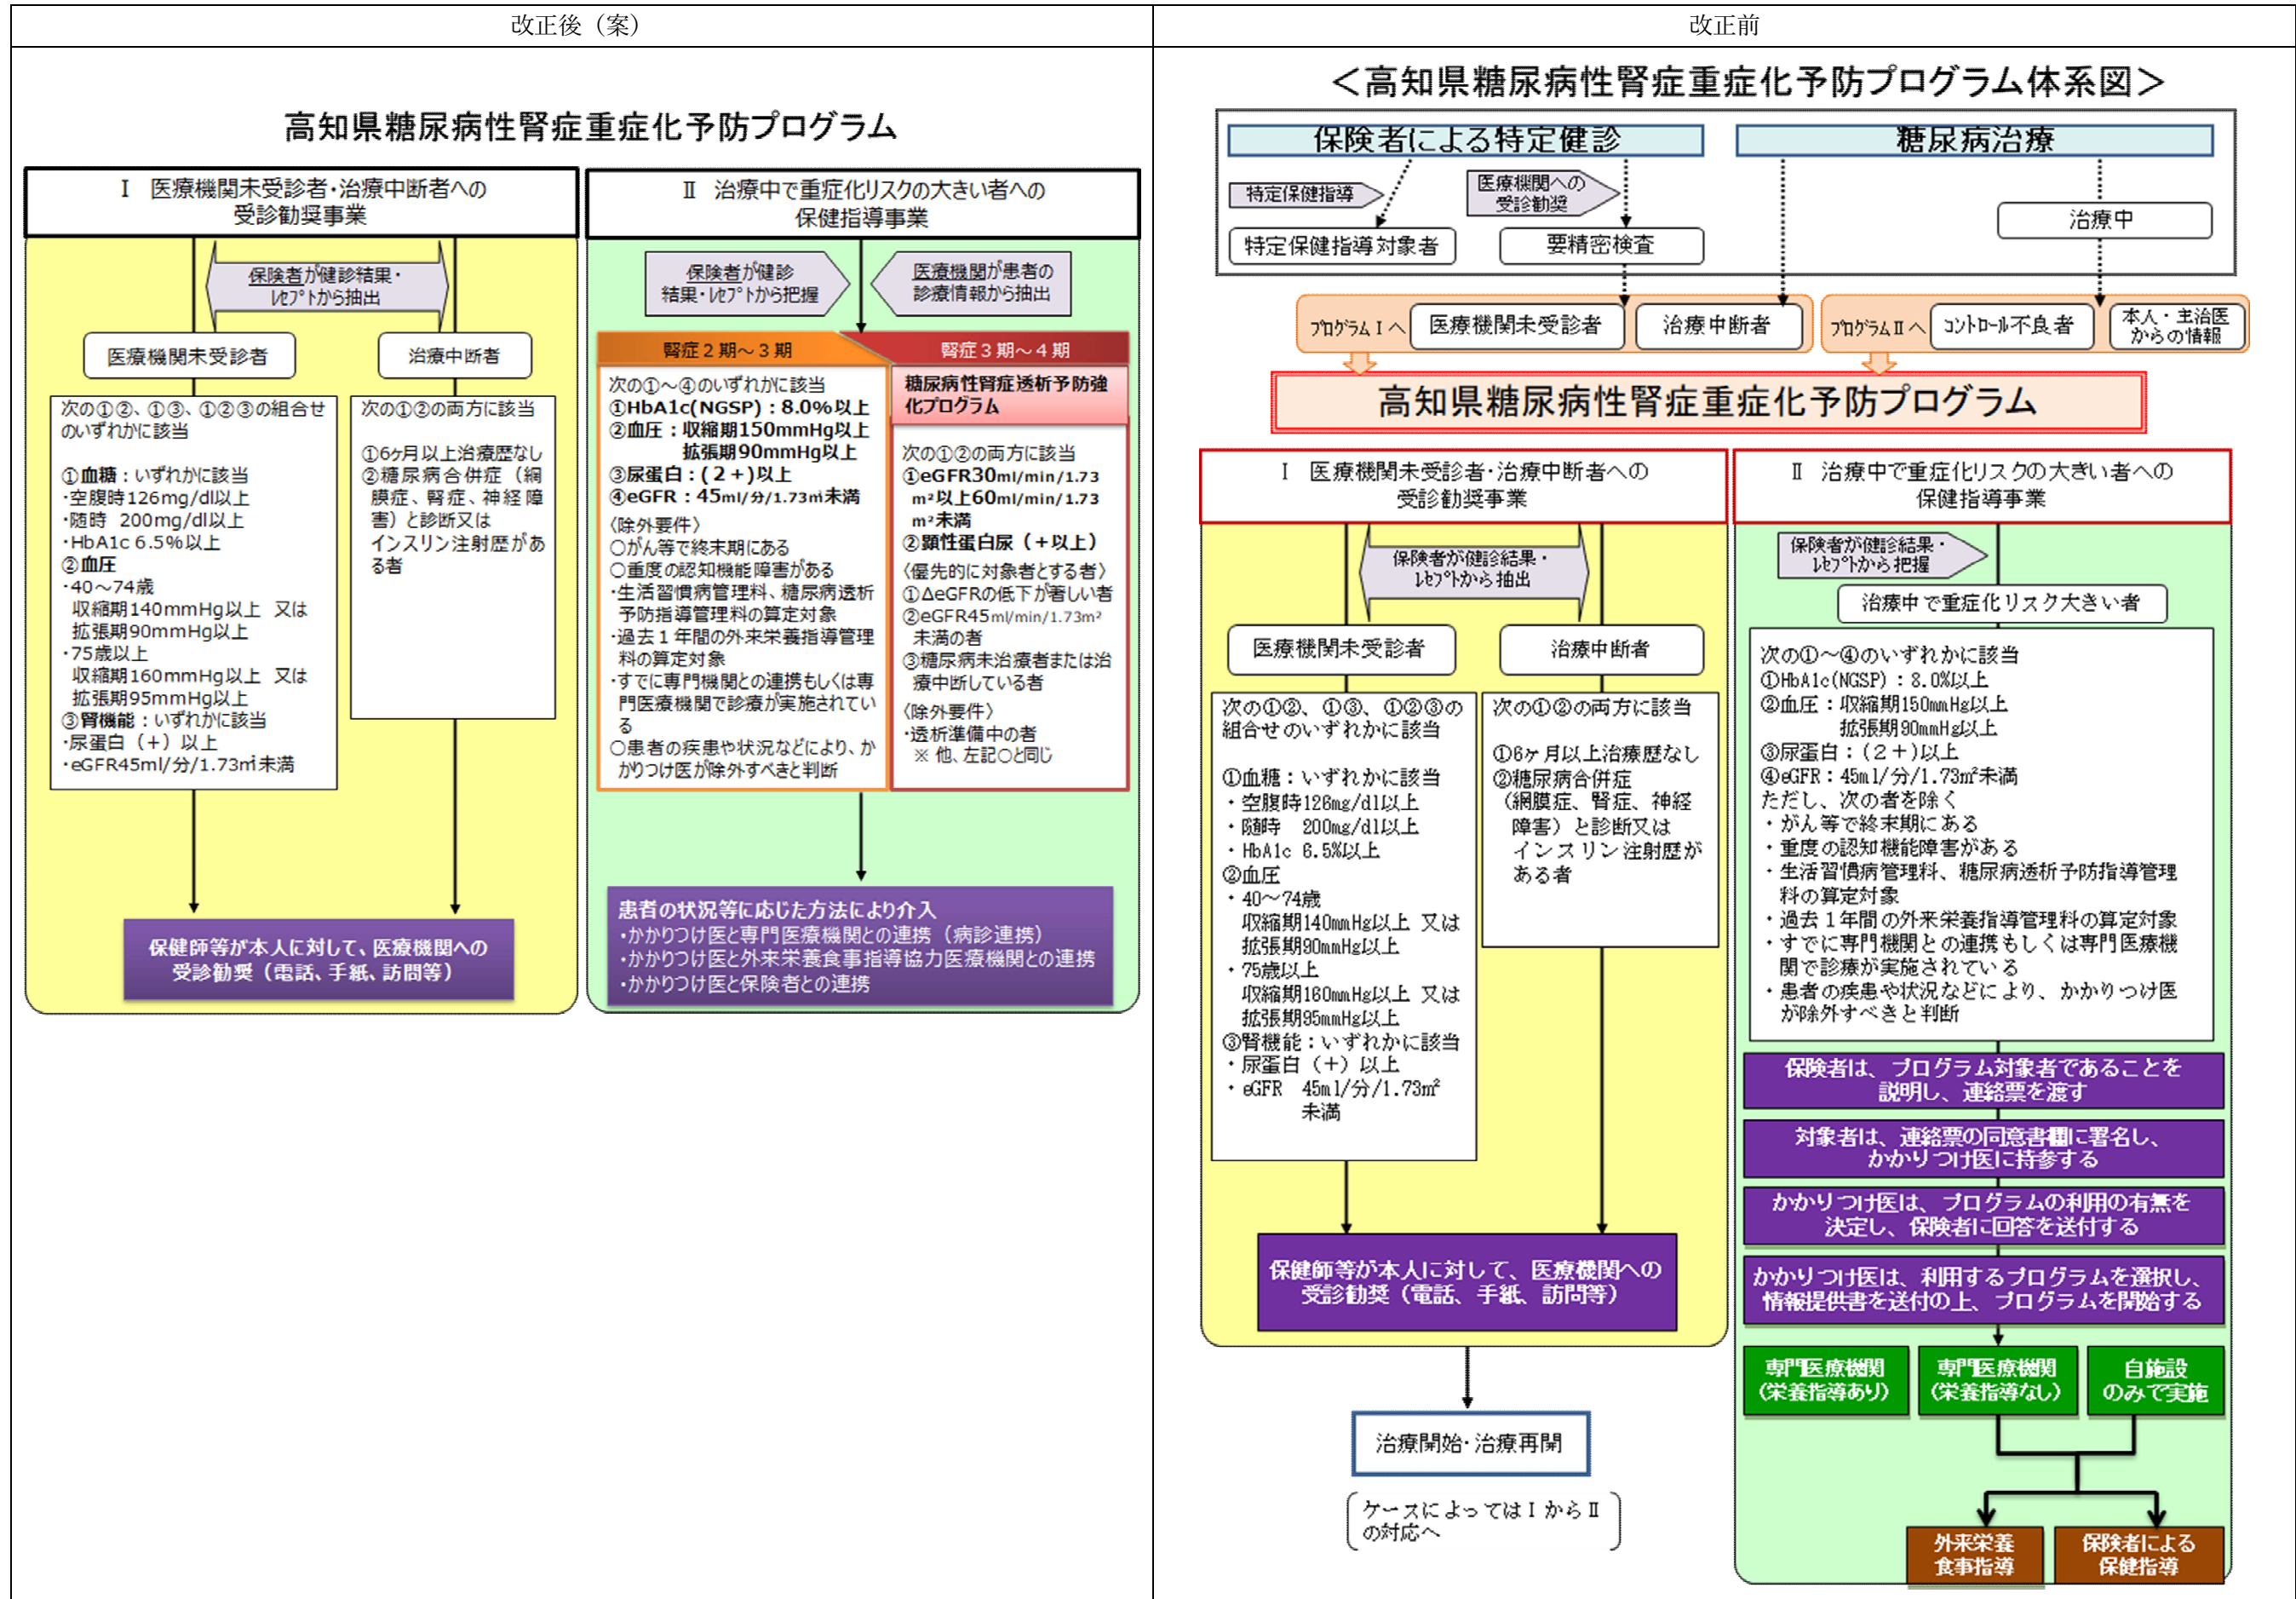 改正後（案）
高知県糖尿病性腎症重症化予防プログラム
Ⅰ 医療機関未受診者・治療中断者への
受診勧奨事業
保険者が健診結果・
ﾚｾﾌﾟﾄから抽出
医療機関未受診者
治療中断者
次の①②、①③、①②③の組合せ
のいずれかに該当
①血糖：いずれかに該当
・空腹時126mg/dl以上
・随時 200mg/dl以上
・HbA1c 6.5%以上
②血圧
・40～74歳
収縮期140mmHg以上 又は
拡張期90mmHg以上
・75歳以上
収縮期160mmHg以上 又は
拡張期95mmHg以上
③腎機能：いずれかに該当
・尿蛋白（+）以上
・eGFR45ml/分/1.73㎡未満
次の①②の両方に該当
①6ヶ月以上治療歴なし
②糖尿病合併症（網
膜症、腎症、神経障
害）と診断又は
インスリン注射歴があ
る者
保健師等が本人に対して、医療機関への
受診勧奨（電話、手紙、訪問等）
Ⅱ 治療中で重症化リスクの大きい者への
保健指導事業
保険者が健診
結果・ﾚｾﾌﾟﾄから把握
医療機関が患者の
診療情報から抽出
腎症２期～３期
腎症３期～４期
次の①～④のいずれかに該当
①HbA1c(NGSP)：8.0%以上
②血圧：収縮期150mmHg以上
拡張期90mmHg以上
③尿蛋白：(２+)以上
④eGFR：45ml/分/1.73㎡未満
〈除外要件〉
○がん等で終末期にある
○重度の認知機能障害がある
・生活習慣病管理料、糖尿病透析
予防指導管理料の算定対象
・過去１年間の外来栄養指導管理
料の算定対象
・すでに専門機関との連携もしくは専
門医療機関で診療が実施されてい
る
○患者の疾患や状況などにより、か
かりつけ医が除外すべきと判断
糖尿病性腎症透析予防強
化プログラム
次の①②の両方に該当
①eGFR30ml/min/1.73
m²以上60ml/min/1.73
m²未満
②顕性蛋白尿（+以上）
〈優先的に対象者とする者〉
①ΔeGFRの低下が著しい者
②eGFR45ml/min/1.73m²
未満の者
③糖尿病未治療者または治
療中断している者
〈除外要件〉
・透析準備中の者
※ 他、左記○と同じ
患者の状況等に応じた方法により介入
・かかりつけ医と専門医療機関との連携（病診連携）
・かかりつけ医と外来栄養食事指導協力医療機関との連携
・かかりつけ医と保険者との連携
改正前
＜高知県糖尿病性腎症重症化予防プログラム体系図＞
保険者による特定健診
糖尿病治療
特定保健指導
医療機関への
受診勧奨
治療中
特定保健指導対象者
要精密検査
ﾌﾟﾛｸﾞﾗﾑⅠへ
医療機関未受診者
治療中断者
ﾌﾟﾛｸﾞﾗﾑⅡへ
ｺﾝﾄﾛｰﾙ不良者
本人・主治医
からの情報
高知県糖尿病性腎症重症化予防プログラム
Ⅰ 医療機関未受診者・治療中断者への
受診勧奨事業
保険者が健診結果・
ﾚｾﾌﾟﾄから抽出
医療機関未受診者
治療中断者
次の①②、①③、①②③の
組合せのいずれかに該当
①血糖：いずれかに該当
・空腹時126mg/dl以上
・随時 200mg/dl以上
・HbA1c 6.5%以上
②血圧
・40～74歳
収縮期140mmHg以上 又は
拡張期90mmHg以上
・75歳以上
収縮期160mmHg以上 又は
拡張期95mmHg以上
③腎機能：いずれかに該当
・尿蛋白（+）以上
・eGFR 45ml/分/1.73㎡
未満
次の①②の両方に該当
①6ヶ月以上治療歴なし
②糖尿病合併症
（網膜症、腎症、神経
障害）と診断又は
インスリン注射歴が
ある者
保健師等が本人に対して、医療機関への
受診勧奨（電話、手紙、訪問等）
治療開始・治療再開
ケースによってはⅠからⅡ
の対応へ
Ⅱ 治療中で重症化リスクの大きい者への
保健指導事業
保険者が健診結果・
ﾚｾﾌﾟﾄから把握
治療中で重症化リスク大きい者
次の①～④のいずれかに該当
①HbA1c(NGSP)：8.0%以上
②血圧：収縮期150mmHg以上
拡張期90mmHg以上
③尿蛋白：(２+)以上
④eGFR：45ml/分/1.73㎡未満
ただし、次の者を除く
・がん等で終末期にある
・重度の認知機能障害がある
・生活習慣病管理料、糖尿病透析予防指導管理
料の算定対象
・過去１年間の外来栄養指導管理料の算定対象
・すでに専門機関との連携もしくは専門医療機
関で診療が実施されている
・患者の疾患や状況などにより、かかりつけ医
が除外すべきと判断
保険者は、プログラム対象者であることを
説明し、連絡票を渡す
対象者は、連絡票の同意書欄に署名し、
かかりつけ医に持参する
かかりつけ医は、プログラムの利用の有無を
決定し、保険者に回答を送付する
かかりつけ医は、利用するプログラムを選択し、
情報提供書を送付の上、プログラムを開始する
専門医療機関
（栄養指導あり）
専門医療機関
（栄養指導なし）
自施設
のみで実施
外来栄養
食事指導
保険者による
保健指導